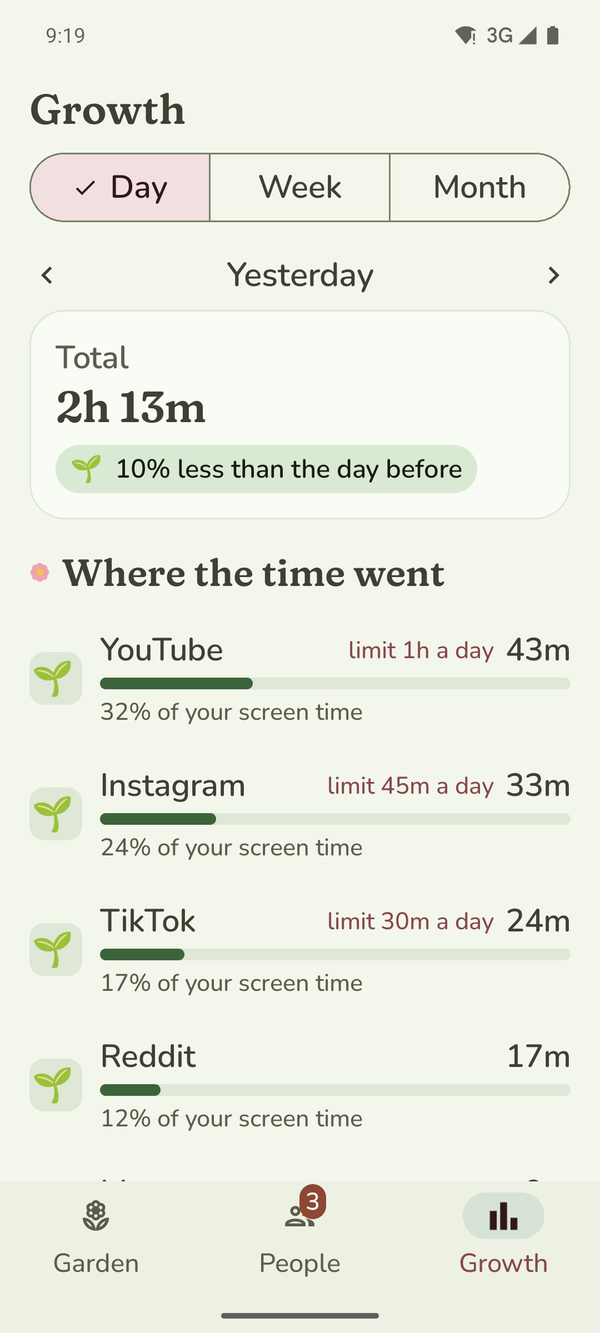 9:19
3G
Growth
Day
Week
Month
Yesterday
Total
2h 13m
10% less than the day before
Where the time went
YouTube
limit 1h a day
43m
32% of your screen time
Instagram
limit 45m a day
33m
24% of your screen time
TikTok
limit 30m a day
24m
17% of your screen time
Reddit
17m
12% of your screen time
3
Garden
People
Growth